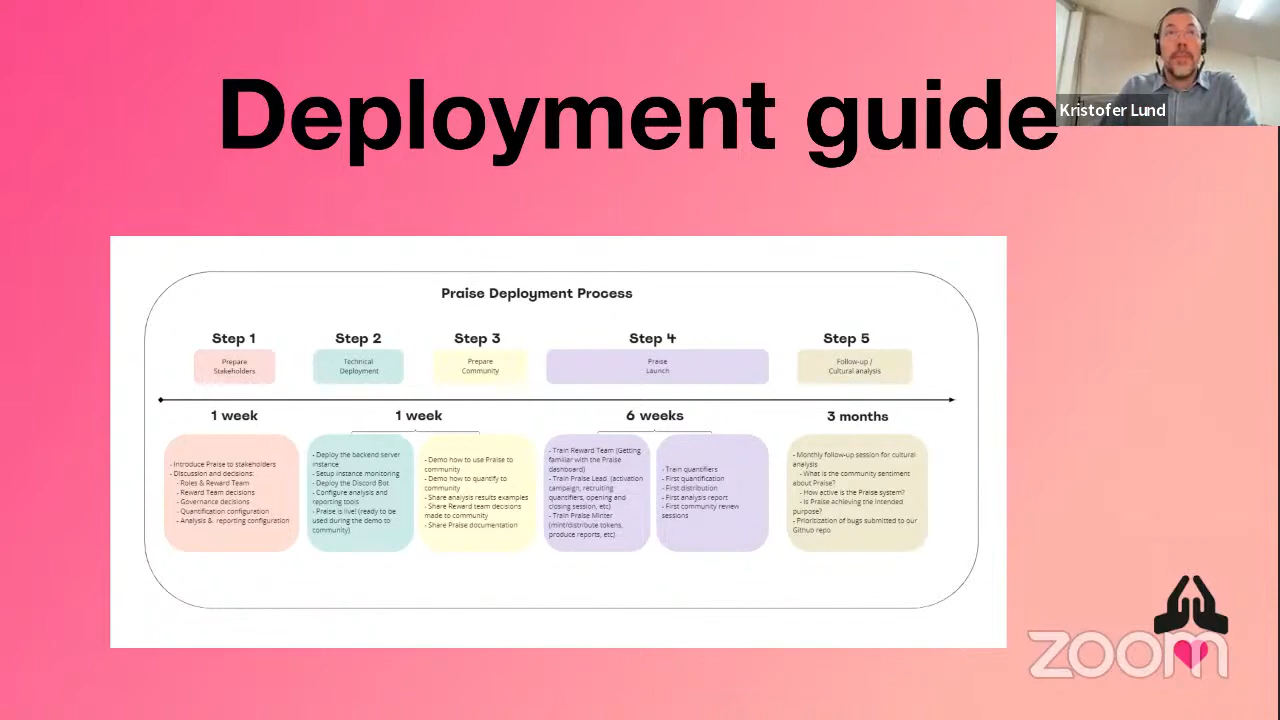 Deployment guide
Kristofer Lund
Praise Deployment Process
Step 1
Step 2
Step 3
Step 4
Step 5
Prepare
Stakeholders
Technical
Deployment
Prepare
Community
Praise
Launch
Follow-up /
Cultural analysis
1 week
1 week
6 weeks
3 months
- Introduce Praise to stakeholders
- Discussion and decisions:
- Roles & Reward Team
- Reward Team decisions
- Governance decisions
- Quantification configuration
- Analysis & reporting configuration
- Deploy the backend server
instance
- Setup instance monitoring
- Deploy the Discord Bot
- Configure analysis and
reporting tools
- Praise is live! (ready to be
used during the demo to
community)
- Demo how to use Praise to
community
- Demo how to quantify to
community
- Share analysis results examples
- Share Reward team decisions
made to community
- Share Praise documentation
- Train Reward Team (Getting
familiar with the Praise
dashboard)
- Train Praise Lead (activation
campaign, recruiting
quantifiers, opening and
closing session, etc)
- Train Praise Minter
(mint/distribute tokens,
produce reports, etc)
- Train quantifiers
- First quantification
- First distribution
- First analysis report
- First community review
sessions
- Monthly follow-up session for cultural
analysis
- What is the community sentiment
about Praise?
- How active is the Praise system?
- Is Praise achieving the intended
purpose?
- Prioritization of bugs submitted to our
Github repo
zoom